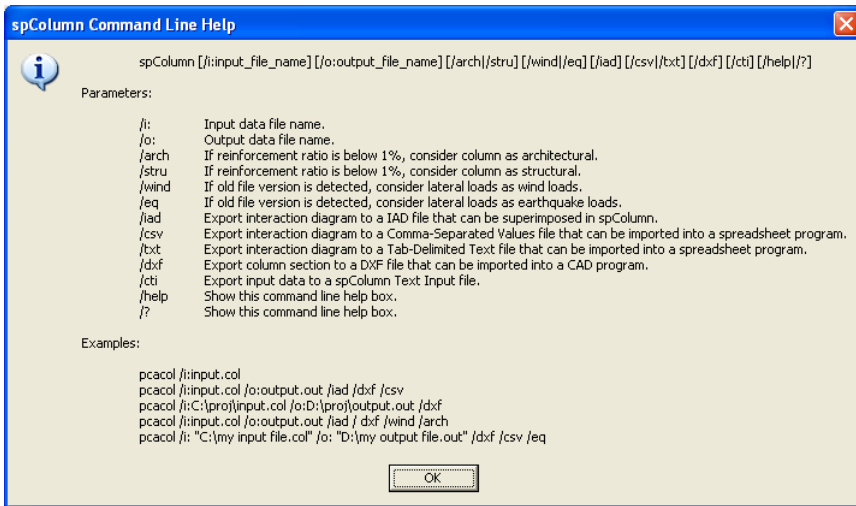 spColumn Command Line Help
spColumn [/i:input_file_name] [/o:output_file_name] [/arch|/stru] [/wind|/eq] [/iad] [/csv|/txt] [/dxf] [/cti] [/help|/?]
Parameters:
/i: Input data file name.
/o: Output data file name.
/arch If reinforcement ratio is below 1%, consider column as architectural.
/stru If reinforcement ratio is below 1%, consider column as structural.
/wind If old file version is detected, consider lateral loads as wind loads.
/eq If old file version is detected, consider lateral loads as earthquake loads.
/iad Export interaction diagram to a IAD file that can be superimposed in spColumn.
/csv Export interaction diagram to a Comma-Separated Values file that can be imported into a spreadsheet program.
/txt Export interaction diagram to a Tab-Delimited Text file that can be imported into a spreadsheet program.
/dxf Export column section to a DXF file that can be imported into a CAD program.
/cti Export input data to a spColumn Text Input file.
/help Show this command line help box.
/? Show this command line help box.
Examples:
pcacol /i:input.col
pcacol /i:input.col /o:output.out /iad /dxf /csv
pcacol /i:C:\proj\input.col /o:D:\proj\output.out /dxf
pcacol /i:input.col /o:output.out /iad / dxf /wind /arch
pcacol /i: "C:\my input file.col" /o: "D:\my output file.out" /dxf /csv /eq
OK